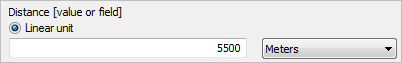 Distance [value or field]
Linear unit
5500 Meters